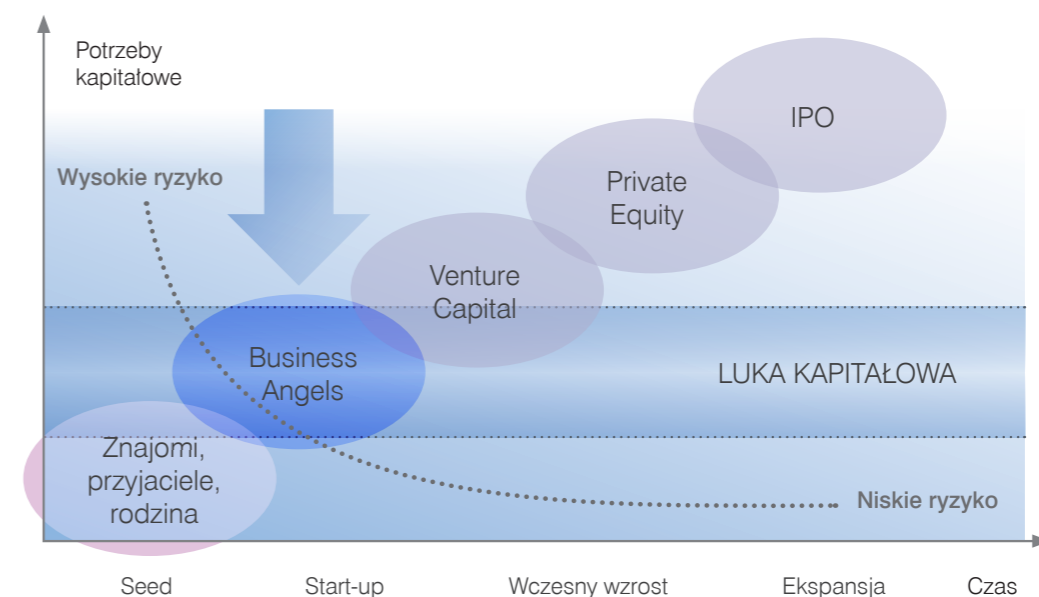 Potrzeby
kapitałowe
IPO
Wysokie ryzyko
Private
Equity
Venture
Capital
Business
Angels
LUKA KAPITAŁOWA
Znajomi,
przyjaciele,
rodzina
Niskie ryzyko
Seed
Start-up
Wczesny wzrost
Ekspansja
Czas